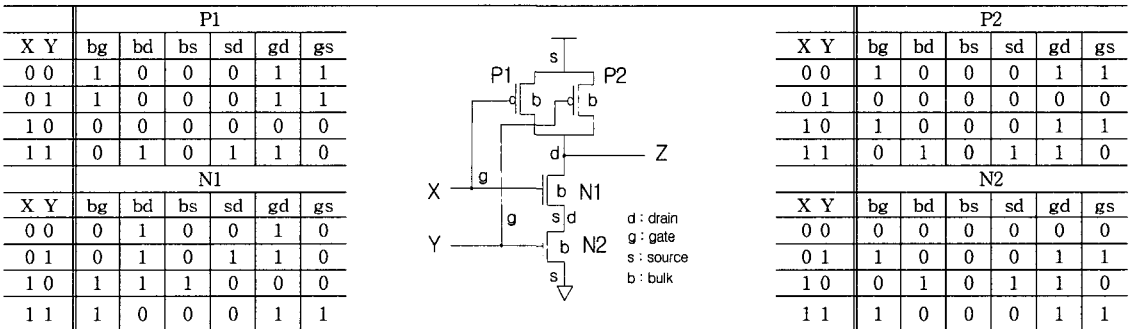 P1
X Y bg bd bs sd gd gs
0 0 1 0 0 0 1 1
0 1 1 0 0 0 1 1
1 0 0 0 0 0 0 0
1 1 0 1 0 1 1 0
N1
X Y bg bd bs sd gd gs
0 0 0 1 0 0 1 0
0 1 0 1 0 1 1 0
1 0 1 1 1 0 0 0
1 1 1 0 0 0 1 1
s
P1 P2
b b
d Z
X g b N1
s d
g
Y b N2
s
d : drain
g : gate
s : source
b : bulk
P2
X Y bg bd bs sd gd gs
0 0 1 0 0 0 1 1
0 1 0 0 0 0 0 0
1 0 1 0 0 0 1 1
1 1 0 1 0 1 1 0
N2
X Y bg bd bs sd gd gs
0 0 0 0 0 0 0 0
0 1 1 0 0 0 1 1
1 0 0 1 0 1 1 0
1 1 1 0 0 0 1 1